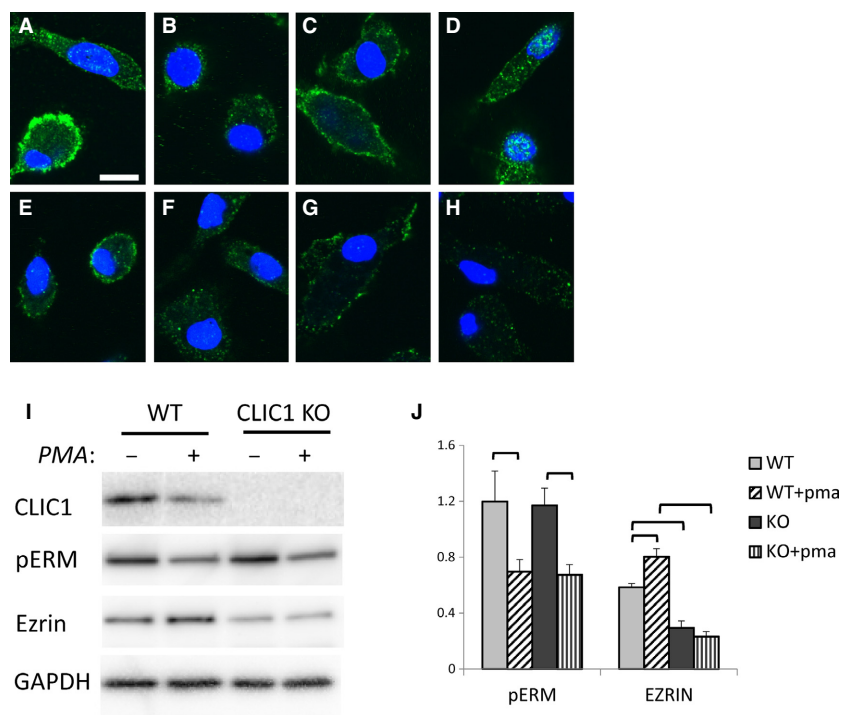 A B C D
E F G H
I
WT CLIC1 KO
PMA: – + – +
CLIC1
pERM
Ezrin
GAPDH
J
1.6
1.2
0.8
0.4
0
pERM EZRIN
WT
WT+pma
KO
KO+pma